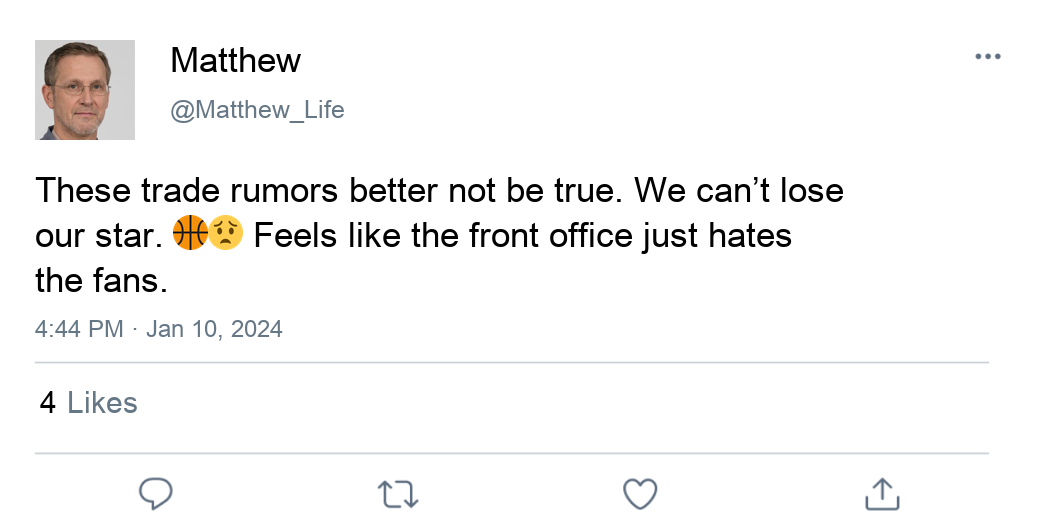 Matthew
@Matthew_Life
These trade rumors better not be true. We can’t lose
our star. 🏀😟 Feels like the front office just hates
the fans.
4:44 PM · Jan 10, 2024
4 Likes